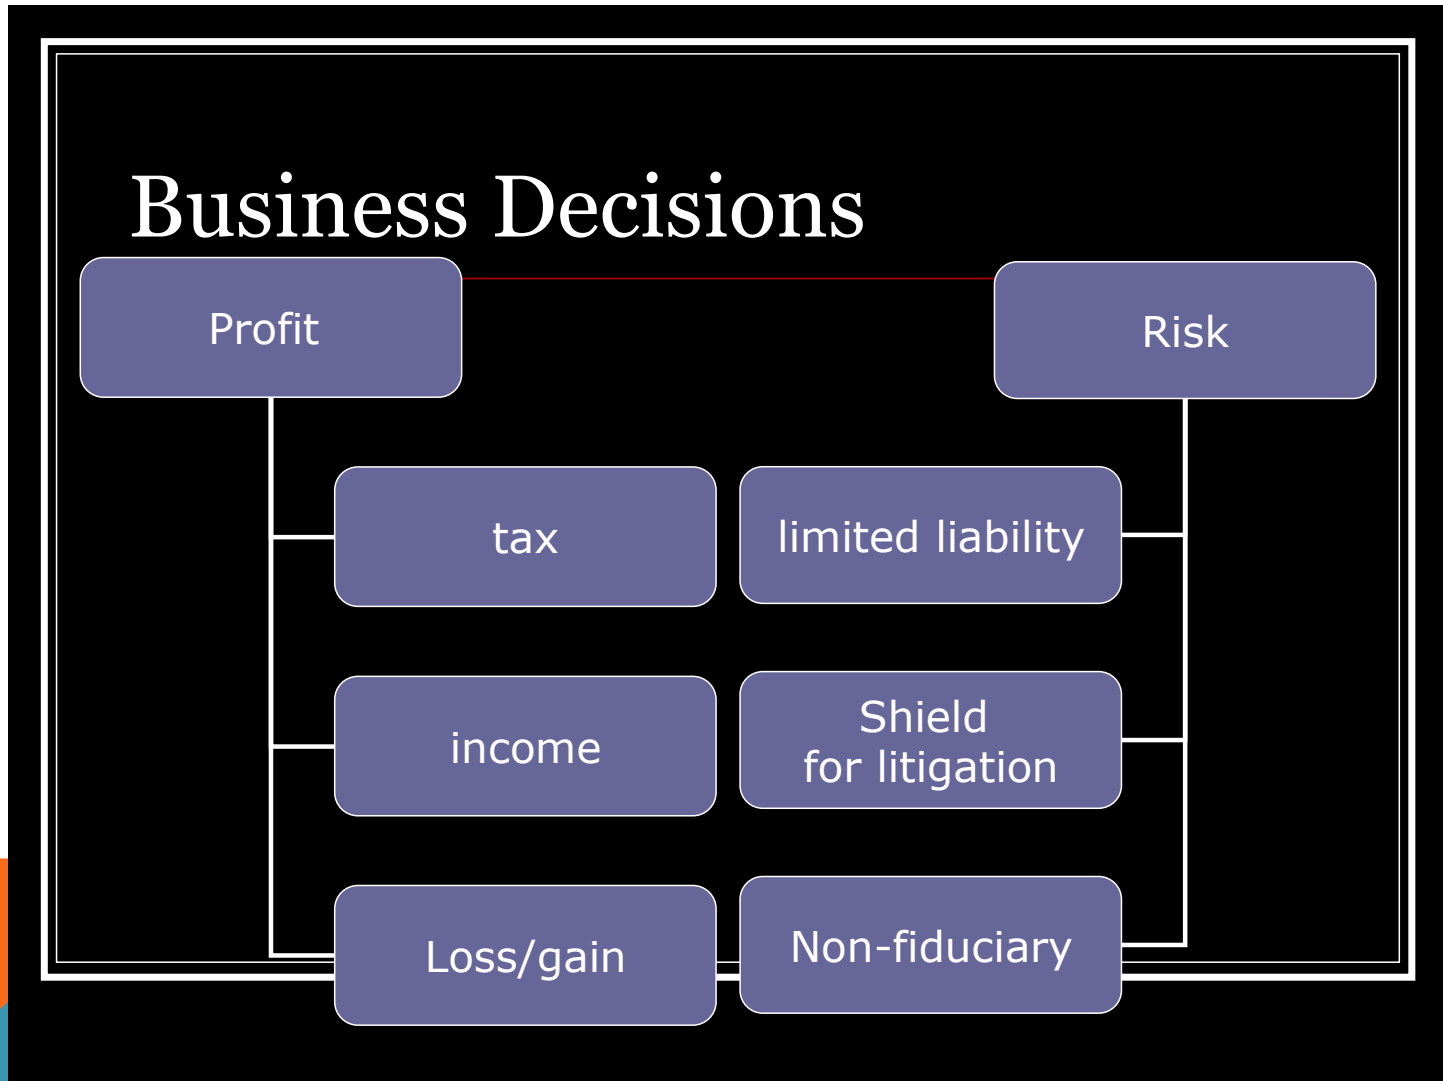 Business Decisions
Profit
Risk
tax
limited liability
income
Shield
for litigation
Loss/gain
Non-fiduciary